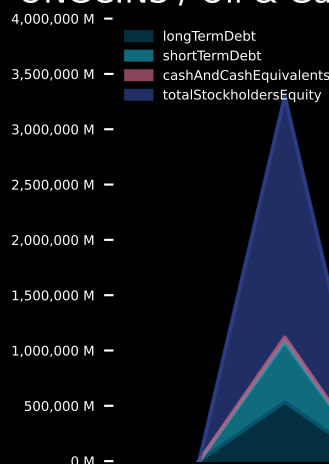 4,000,000 M
longTermDebt
shortTermDebt
3,500,000 M
cashAndCashEquivalents
totalStockholdersEquity
3,000,000 M
2,500,000 M
2,000,000 M
1,500,000 M
1,000,000 M
500,000 M
0 M